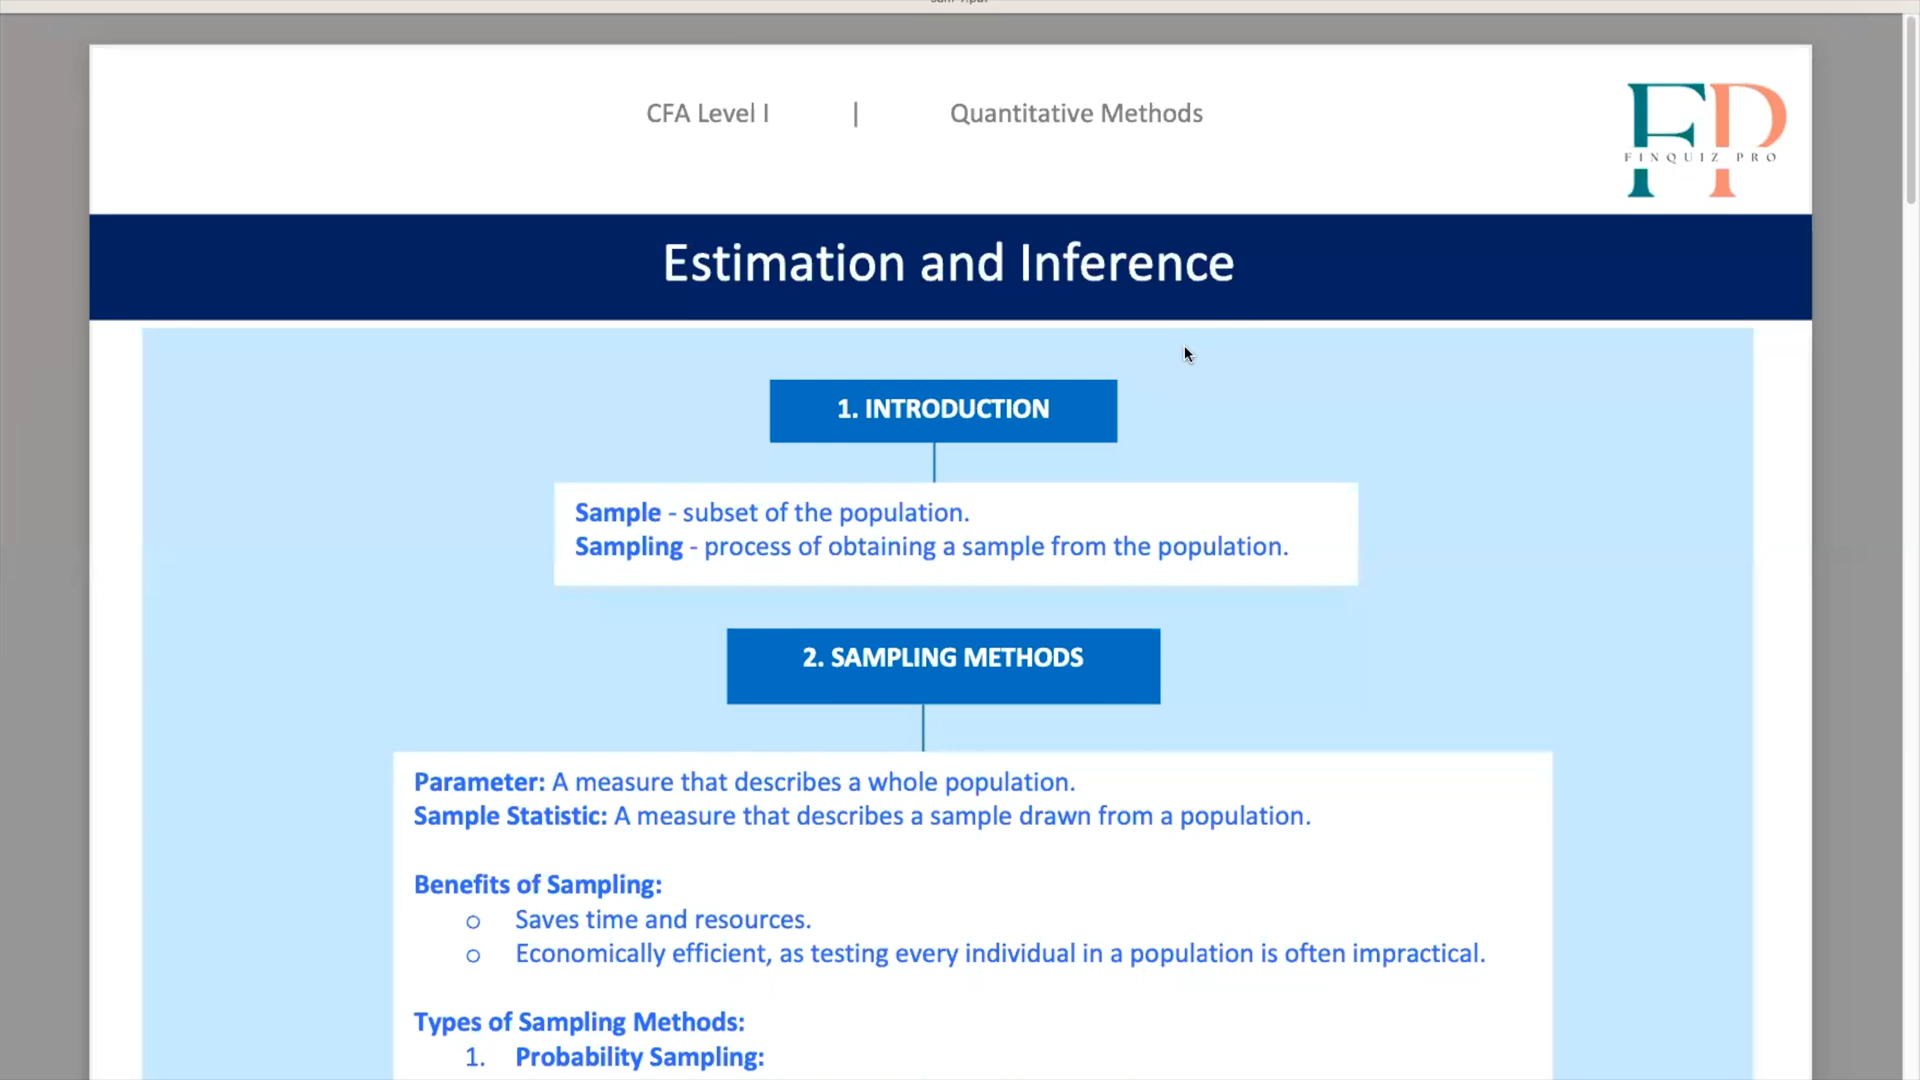 CFA Level I | Quantitative Methods
FINQUIZ PRO
Estimation and Inference
1. INTRODUCTION
Sample - subset of the population.
Sampling - process of obtaining a sample from the population.
2. SAMPLING METHODS
Parameter: A measure that describes a whole population.
Sample Statistic: A measure that describes a sample drawn from a population.
Benefits of Sampling:
o Saves time and resources.
o Economically efficient, as testing every individual in a population is often impractical.
Types of Sampling Methods:
1. Probability Sampling: